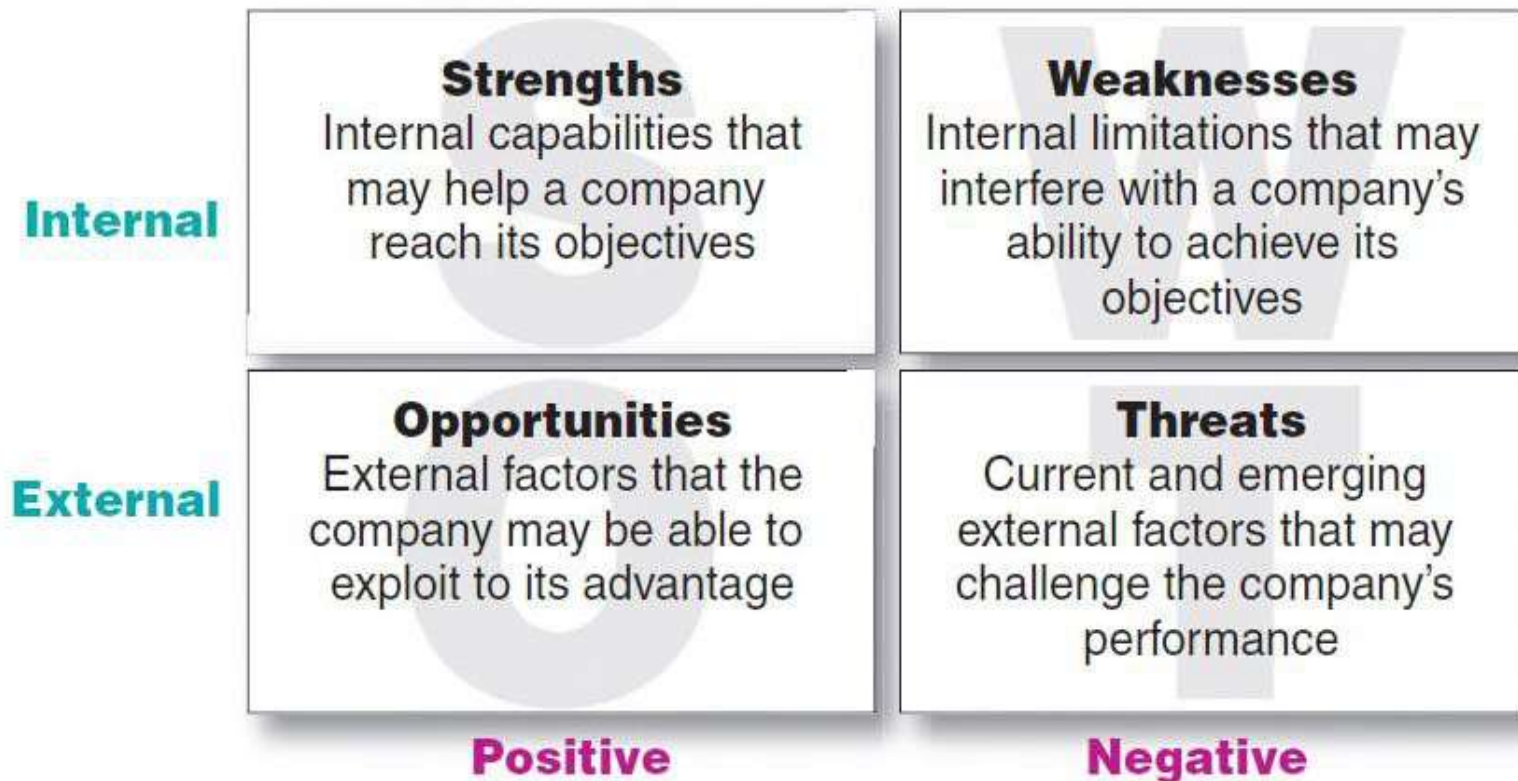 Strengths
Internal capabilities that
may help a company
reach its objectives
Weaknesses
Internal limitations that may
interfere with a company’s
ability to achieve its
objectives
Internal
Opportunities
External factors that the
company may be able to
exploit to its advantage
Threats
Current and emerging
external factors that may
challenge the company’s
performance
External
Positive
Negative
S
W
O
T